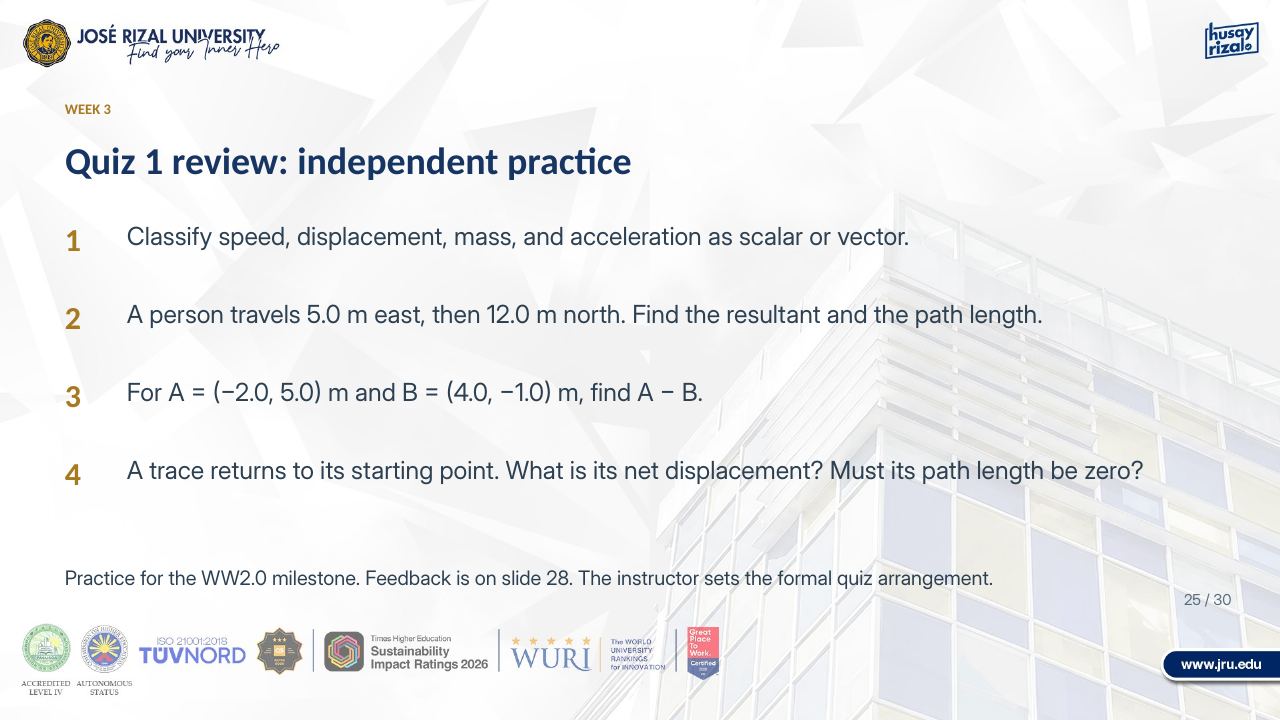 JOSÉ RIZAL UNIVERSITY
Find your Inner Hero
husay
rizal
WEEK 3
Quiz 1 review: independent practice
1 Classify speed, displacement, mass, and acceleration as scalar or vector.
2 A person travels 5.0 m east, then 12.0 m north. Find the resultant and the path length.
3 For A = (−2.0, 5.0) m and B = (4.0, −1.0) m, find A − B.
4 A trace returns to its starting point. What is its net displacement? Must its path length be zero?
Practice for the WW2.0 milestone. Feedback is on slide 28. The instructor sets the formal quiz arrangement.
25 / 30
ACCREDITED
LEVEL IV
AUTONOMOUS
STATUS
ISO 21001:2018
TÜVNORD
Times Higher Education
Sustainability
Impact Ratings 2026
WURI
The WORLD
UNIVERSITY
RANKINGS
for INNOVATION
Great
Place
To
Work.
Certified
www.jru.edu